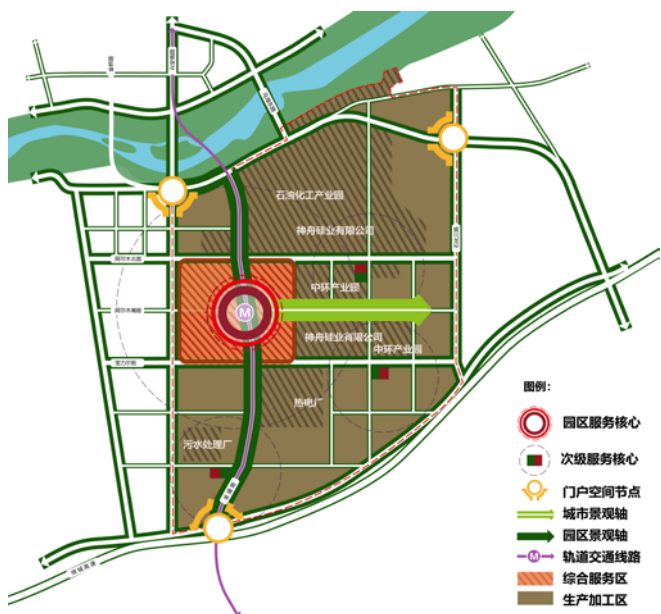 石油化工产业园
神舟硅业有限公司
中环产业园
神舟硅业有限公司
中环产业园
热电厂
污水处理厂
M
图例:
园区服务核心
次级服务核心
门户空间节点
城市景观轴
园区景观轴
M
轨道交通线路
综合服务区
生产加工区